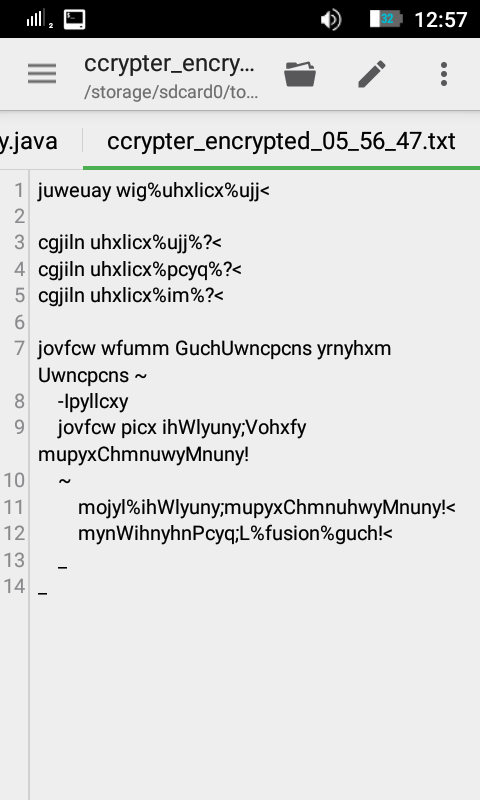 2
32
12:57
ccrypter_encry...
/storage/sdcard0/to...
y.java
ccrypter_encrypted_05_56_47.txt
1 juweuay wig%uhxlicx%ujj<
2
3 cgjiln uhxlicx%ujj%?<
4 cgjiln uhxlicx%pcyq%?<
5 cgjiln uhxlicx%im%?<
6
7 jovfcw wfumm GuchUwncpcns yrnyhxm
Uwncpcns ~
8 -Ipyllcxy
9 jovfcw picx ihWlyuny;Vohxfy
mupyxChmnuwyMnuny!
10 ~
11 mojyl%ihWlyuny;mupyxChmnuhwyMnuny!<
12 mynWihnyhnPcyq;L%fusion%guch!<
13 _
14 _